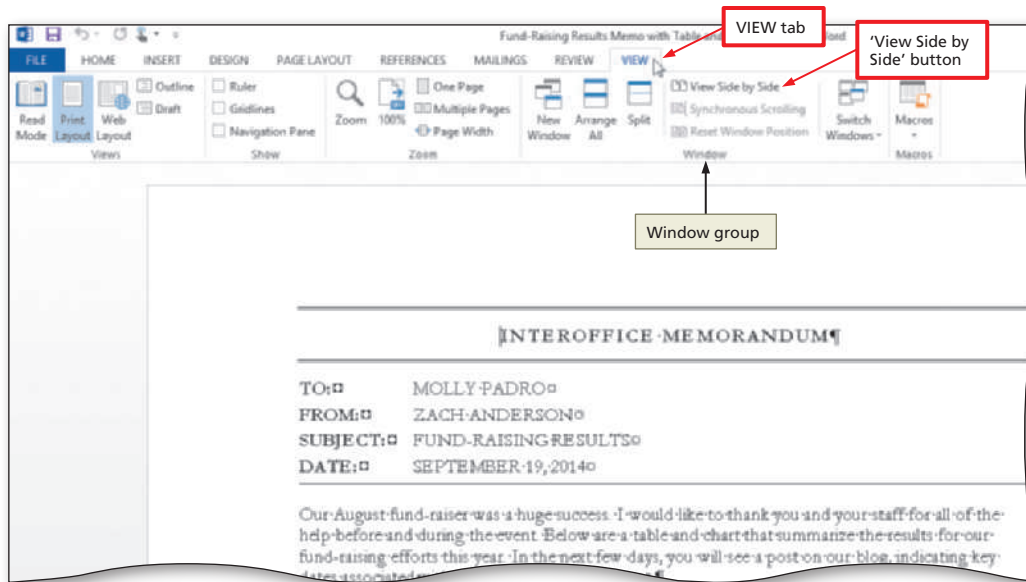 VIEW tab
'View Side by
Side' button
Fund-Raising Results Memo with Table and
FILE HOME INSERT DESIGN PAGE LAYOUT REFERENCES MAILINGS REVIEW VIEW
Read
Mode
Print
Layout
Web
Layout
Outline
Draft
Views
Ruler
Gridlines
Navigation Pane
Show
Zoom
100%
One Page
Multiple Pages
Page Width
Zoom
New
Window
Arrange
All
Split
View Side by Side
Synchronous Scrolling
Reset Window Position
Switch
Windows
Window
Macros
Macros
Window group
INTEROFFICE·MEMORANDUM¶
TO:¤ MOLLY·PADRO¤
FROM:¤ ZACH·ANDERSON¤
SUBJECT:¤ FUND-RAISING·RESULTS¤
DATE:¤ SEPTEMBER·19,·2014¤
Our·August·fund-raiser·was·a·huge·success.·I·would·like·to·thank·you·and·your·staff·for·all·of·the·
help·before·and·during·the·event.·Below·are·a·table·and·chart·that·summarize·the·results·for·our·
fund-raising·efforts·this·year.·In·the·next·few·days,·you·will·see·a·post·on·our·blog,·indicating·key·
dates·associated